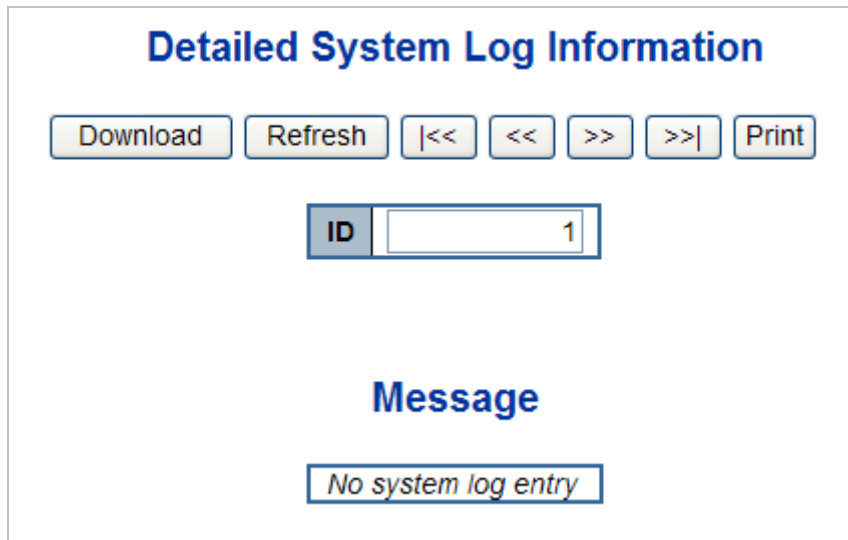 Detailed System Log Information
Download Refresh |<< << >> >>| Print
ID 1
Message
No system log entry